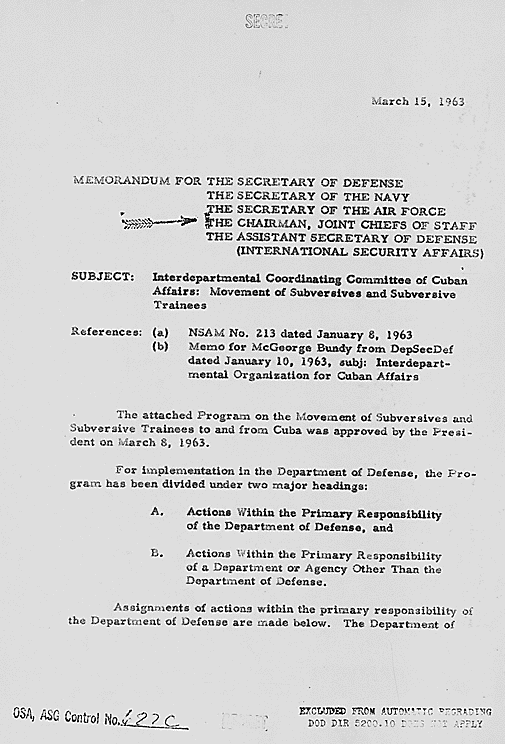 SECRET
March 15, 1963
MEMORANDUM FOR THE SECRETARY OF DEFENSE
THE SECRETARY OF THE NAVY
THE SECRETARY OF THE AIR FORCE
THE CHAIRMAN, JOINT CHIEFS OF STAFF
THE ASSISTANT SECRETARY OF DEFENSE
(INTERNATIONAL SECURITY AFFAIRS)
SUBJECT: Interdepartmental Coordinating Committee of Cuban
Affairs: Movement of Subversives and Subversive
Trainees
References: (a) NSAM No. 213 dated January 8, 1963
(b) Memo for McGeorge Bundy from DepSecDef
dated January 10, 1963, subj: Interdepart-
mental Organization for Cuban Affairs
The attached Program on the Movement of Subversives and
Subversive Trainees to and from Cuba was approved by the Presi-
dent on March 8, 1963.
For implementation in the Department of Defense, the Pro-
gram has been divided under two major headings:
A. Actions Within the Primary Responsibility
of the Department of Defense, and
B. Actions Within the Primary Responsibility
of a Department or Agency Other Than the
Department of Defense.
Assignments of actions within the primary responsibility of
the Department of Defense are made below. The Department of
OSA, ASG Control No.
EXCLUDED FROM AUTOMATIC REGRADING
DOD DIR 5200.10 DOES NOT APPLY